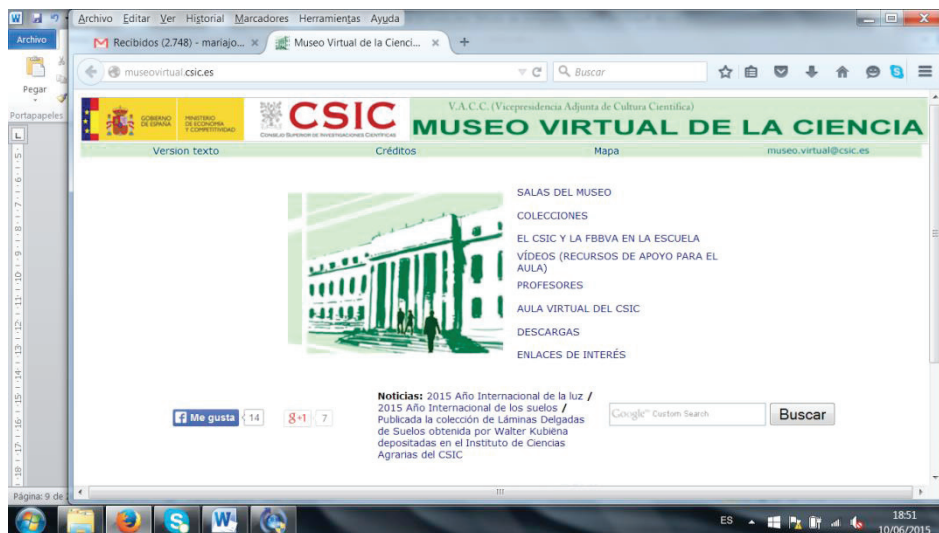 Archivo Editar Ver Historial Marcadores Herramientas Ayuda
Archivo
Recibidos (2.748) - mariajo...
Museo Virtual de la Cienci...
museovirtual.csic.es
Buscar
Pegar
Portapapeles
GOBIERNO DE ESPAÑA
MINISTERIO DE ECONOMÍA Y COMPETITIVIDAD
CSIC
CONSEJO SUPERIOR DE INVESTIGACIONES CIENTÍFICAS
V.A.C.C. (Vicepresidencia Adjunta de Cultura Científica)
MUSEO VIRTUAL DE LA CIENCIA
Version texto Créditos Mapa museo.virtual@csic.es
SALAS DEL MUSEO
COLECCIONES
EL CSIC Y LA FBBVA EN LA ESCUELA
VÍDEOS (RECURSOS DE APOYO PARA EL
AULA)
PROFESORES
AULA VIRTUAL DEL CSIC
DESCARGAS
ENLACES DE INTERÉS
Me gusta 14
g+1 7
Noticias: 2015 Año Internacional de la luz /
2015 Año Internacional de los suelos /
Publicada la colección de Láminas Delgadas
de Suelos obtenida por Walter Kubiëna
depositadas en el Instituto de Ciencias
Agrarias del CSIC
Google™ Custom Search
Buscar
Página: 9 de
ES
18:51
10/06/2015